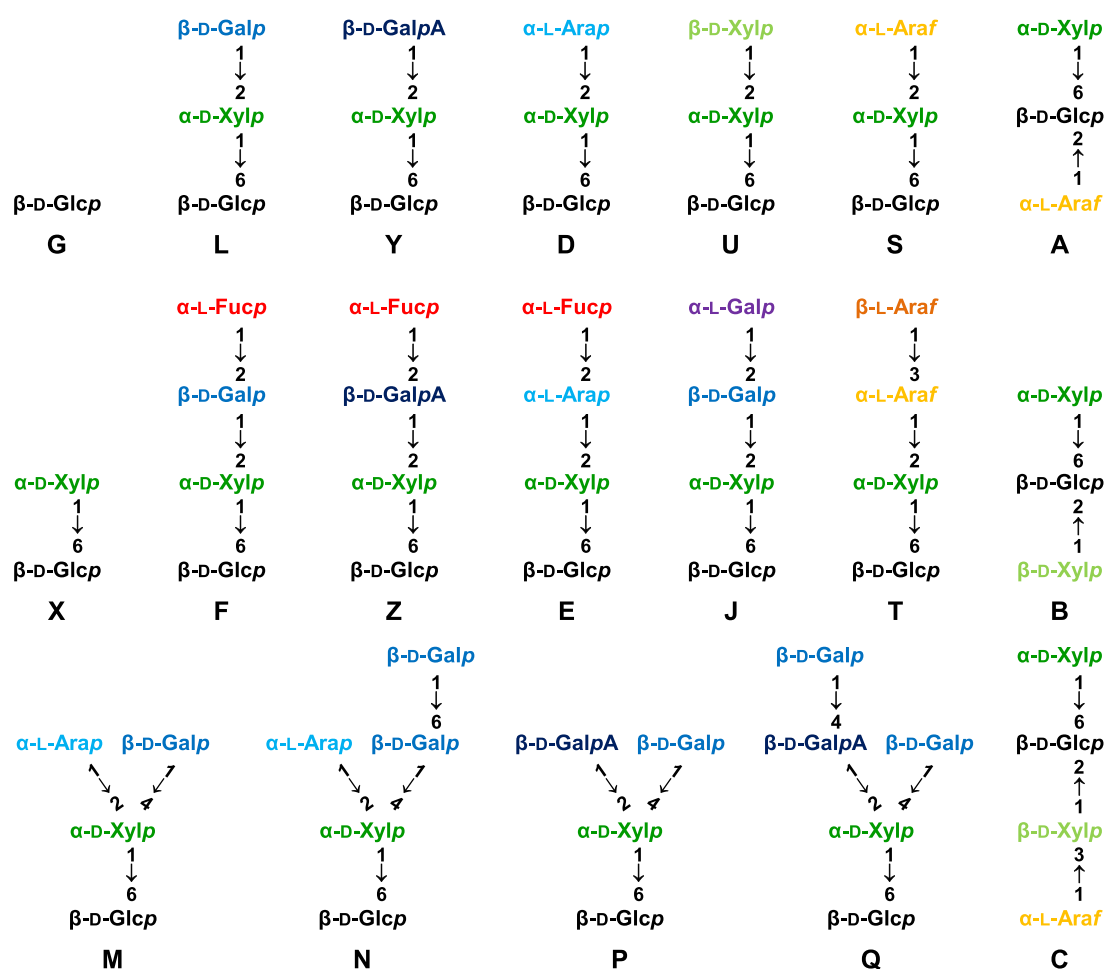 β-D-Galp β-D-GalpA α-L-Arap β-D-Xylp α-L-Araf α-D-Xylp
1 1 1 1 1 1
↓ ↓ ↓ ↓ ↓ ↓
2 2 2 2 2 6
α-D-Xylp α-D-Xylp α-D-Xylp α-D-Xylp α-D-Xylp β-D-Glcp
1 1 1 1 1 2
↓ ↓ ↓ ↓ ↓ ↑
6 6 6 6 6 1
β-D-Glcp β-D-Glcp β-D-Glcp β-D-Glcp β-D-Glcp β-D-Glcp α-L-Araf
G L Y D U S A
α-L-Fucp α-L-Fucp α-L-Fucp α-L-Galp β-L-Araf
1 1 1 1 1
↓ ↓ ↓ ↓ ↓
2 2 2 2 3
β-D-Galp β-D-GalpA α-L-Arap β-D-Galp α-L-Araf α-D-Xylp
1 1 1 1 1 1
↓ ↓ ↓ ↓ ↓ ↓
2 2 2 2 2 6
α-D-Xylp α-D-Xylp α-D-Xylp α-D-Xylp α-D-Xylp α-D-Xylp β-D-Glcp
1 1 1 1 1 1 2
↓ ↓ ↓ ↓ ↓ ↓ ↑
6 6 6 6 6 6 1
β-D-Glcp β-D-Glcp β-D-Glcp β-D-Glcp β-D-Glcp β-D-Glcp β-D-Xylp
X F Z E J T B
β-D-Galp β-D-Galp α-D-Xylp
1 1 1
↓ ↓ ↓
6 4 6
α-L-Arap β-D-Galp α-L-Arap β-D-Galp β-D-GalpA β-D-Galp β-D-GalpA β-D-Galp β-D-Glcp
1 1 1 1 1 1 1 1 2
↓ ↓ ↓ ↓ ↓ ↓ ↓ ↓ ↑
2 4 2 4 2 4 2 4 1
α-D-Xylp α-D-Xylp α-D-Xylp α-D-Xylp β-D-Xylp
1 1 1 1 3
↓ ↓ ↓ ↓ ↑
6 6 6 6 1
β-D-Glcp β-D-Glcp β-D-Glcp β-D-Glcp α-L-Araf
M N P Q C